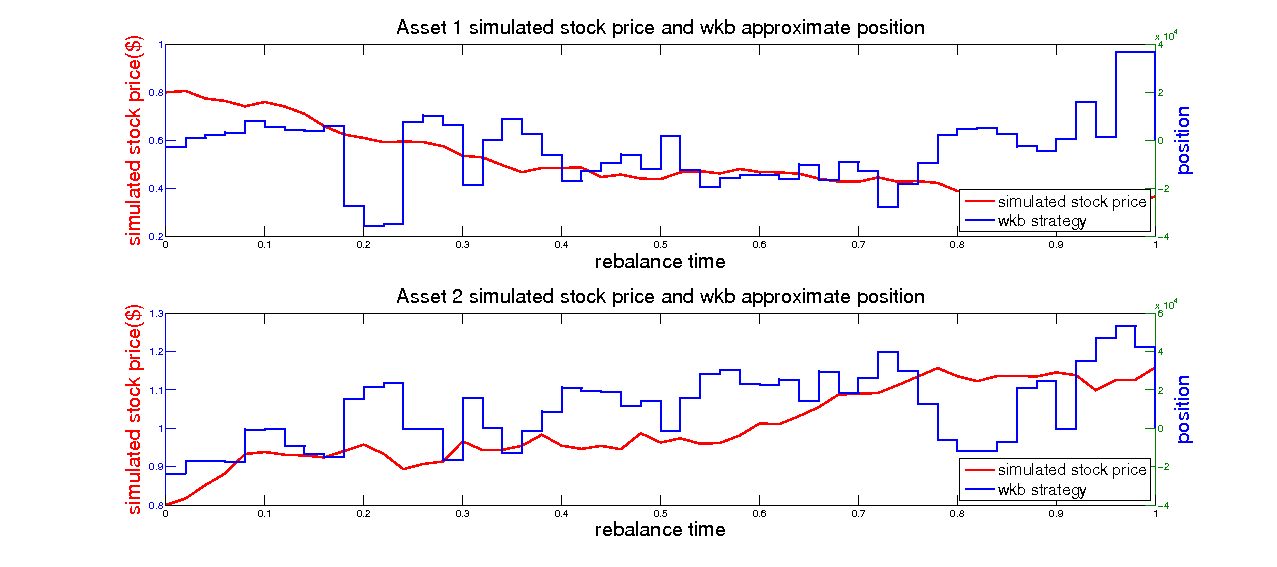 Asset 1 simulated stock price and wkb approximate position
x 10^4
simulated stock price($)
1
0.8
0.6
0.4
0.2
4
2
0
−2
−4
position
simulated stock price
wkb strategy
0 0.1 0.2 0.3 0.4 0.5 0.6 0.7 0.8 0.9 1
rebalance time
Asset 2 simulated stock price and wkb approximate position
x 10^4
simulated stock price($)
1.3
1.2
1.1
1
0.9
0.8
6
4
2
0
−2
−4
position
simulated stock price
wkb strategy
0 0.1 0.2 0.3 0.4 0.5 0.6 0.7 0.8 0.9 1
rebalance time